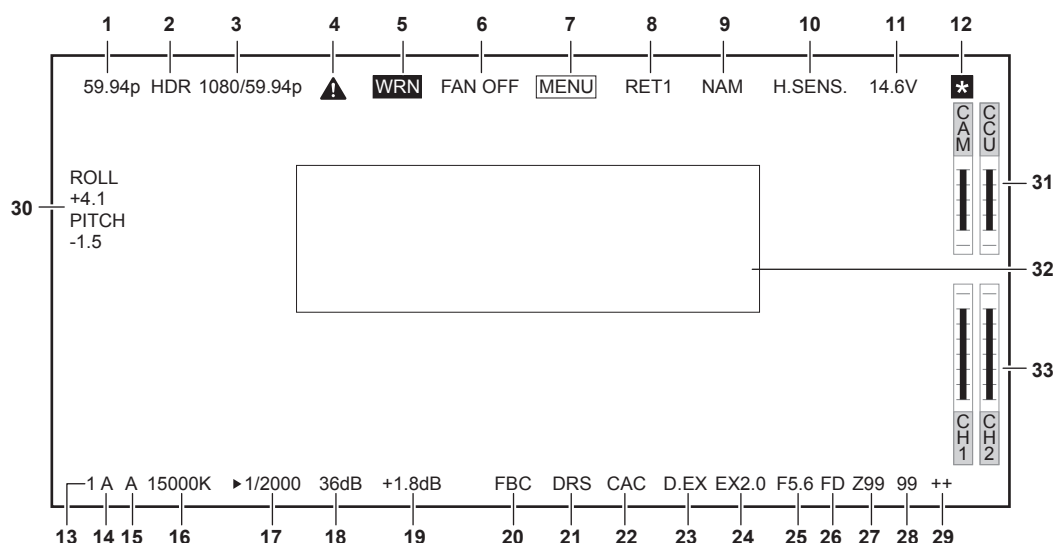 1 2 3 4 5 6 7 8 9 10 11 12
59.94p HDR 1080/59.94p WRN FAN OFF MENU RET1 NAM H.SENS. 14.6V *
CAM CCU
ROLL
+4.1
PITCH
-1.5
30
31
32
33
CH1 CH2
1 A A 15000K ▶1/2000 36dB +1.8dB FBC DRS CAC D.EX EX2.0 F5.6 FD Z99 99 ++
13 14 15 16 17 18 19 20 21 22 23 24 25 26 27 28 29